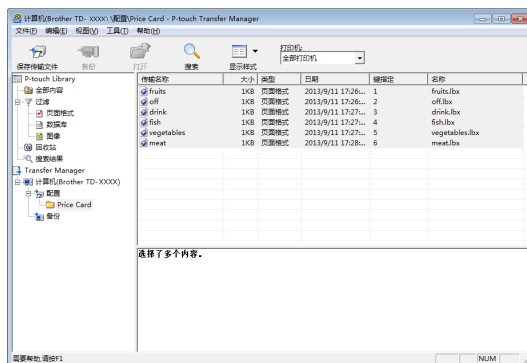 计算机(Brother TD- XXXX)\ \配置\Price Card - P-touch Transfer Manager
文件(F) 编辑(E) 视图(V) 工具(T) 帮助(H)
打印机:
保存传输文件 备份 打开 搜索 显示样式 全部打印机
P-touch Library
全部内容
过滤
页面格式
数据库
图像
回收站
搜索结果
Transfer Manager
计算机(Brother TD-XXXX)
配置
Price Card
备份
传输名称 大小 类型 日期 键指定 名称
fruits 1KB 页面格式 2013/9/11 17:26:... 1 fruits.lbx
off 1KB 页面格式 2013/9/11 17:26:... 2 off.lbx
drink 1KB 页面格式 2013/9/11 17:27:... 3 drink.lbx
fish 1KB 页面格式 2013/9/11 17:27:... 4 fish.lbx
vegetables 1KB 页面格式 2013/9/11 17:27:... 5 vegetables.lbx
meat 1KB 页面格式 2013/9/11 17:28:... 6 meat.lbx
选择了多个内容。
需要帮助,请按F1 NUM